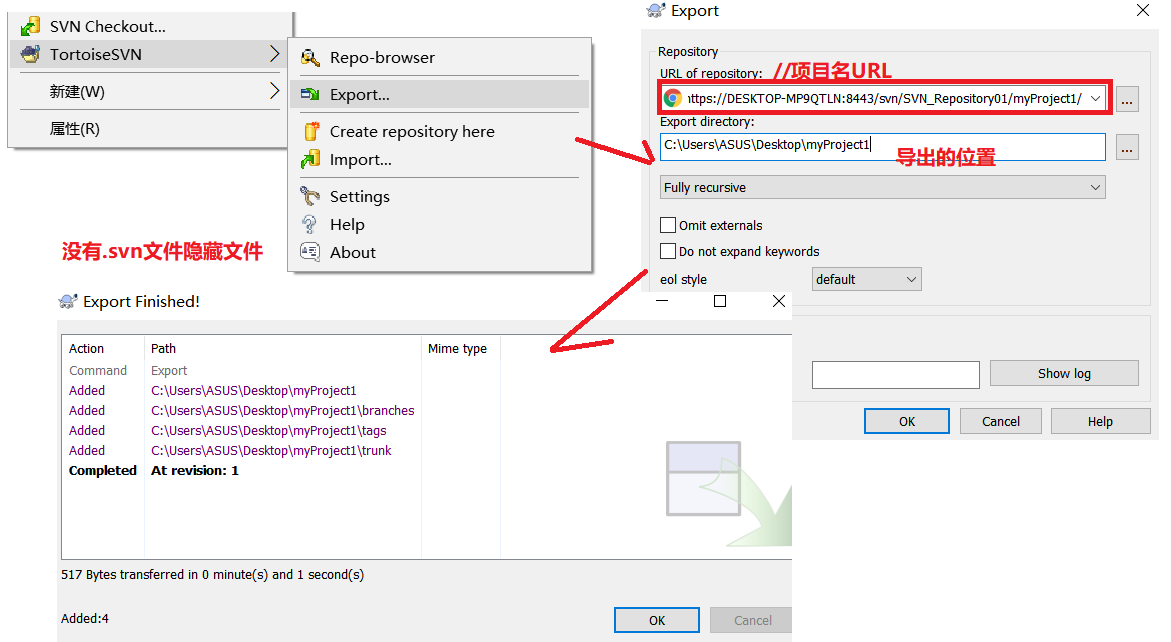 SVN Checkout...
TortoiseSVN
新建(W)
属性(R)
Repo-browser
Export...
Create repository here
Import...
Settings
Help
About
没有.svn文件隐藏文件
Export
Repository
URL of repository: //项目名URL
https://DESKTOP-MP9QTLN:8443/svn/SVN_Repository01/myProject1/
...
Export directory:
C:\Users\ASUS\Desktop\myProject1
导出的位置
...
Fully recursive
Omit externals
Do not expand keywords
eol style
default
Show log
OK
Cancel
Help
Export Finished!
Action Path Mime type
Command Export
Added C:\Users\ASUS\Desktop\myProject1
Added C:\Users\ASUS\Desktop\myProject1\branches
Added C:\Users\ASUS\Desktop\myProject1\tags
Added C:\Users\ASUS\Desktop\myProject1\trunk
Completed At revision: 1
517 Bytes transferred in 0 minute(s) and 1 second(s)
Added:4
OK
Cancel